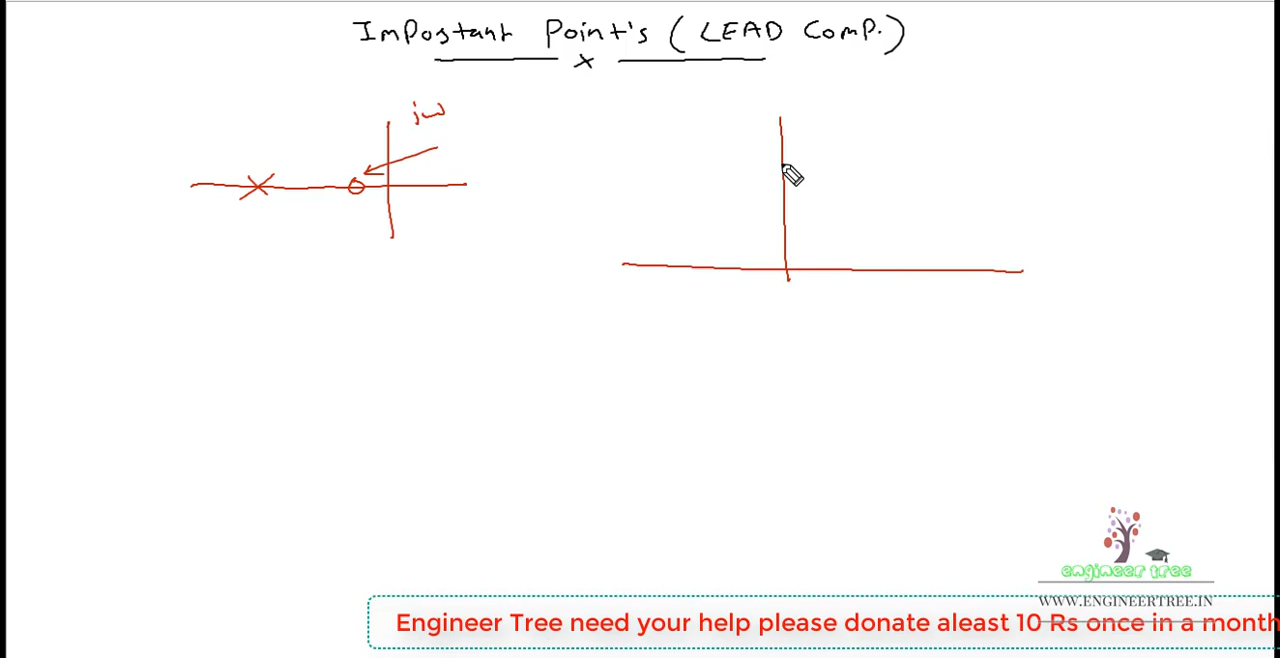 Impostant Point's (LEAD Comp.)
jω
engineer tree
WWW.ENGINEERTREE.IN
Engineer Tree need your help please donate aleast 10 Rs once in a month